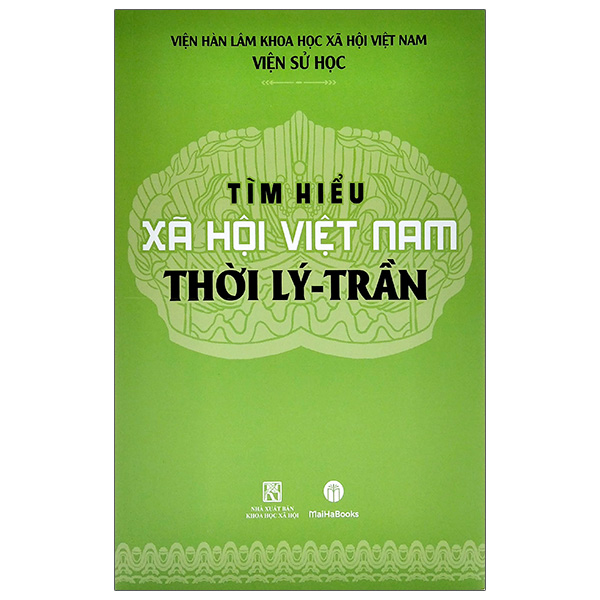 VIỆN HÀN LÂM KHOA HỌC XÃ HỘI VIỆT NAM
VIỆN SỬ HỌC
TÌM HIỂU
XÃ HỘI VIỆT NAM
THỜI LÝ-TRẦN
NHÀ XUẤT BẢN
KHOA HỌC XÃ HỘI
MaiHaBooks